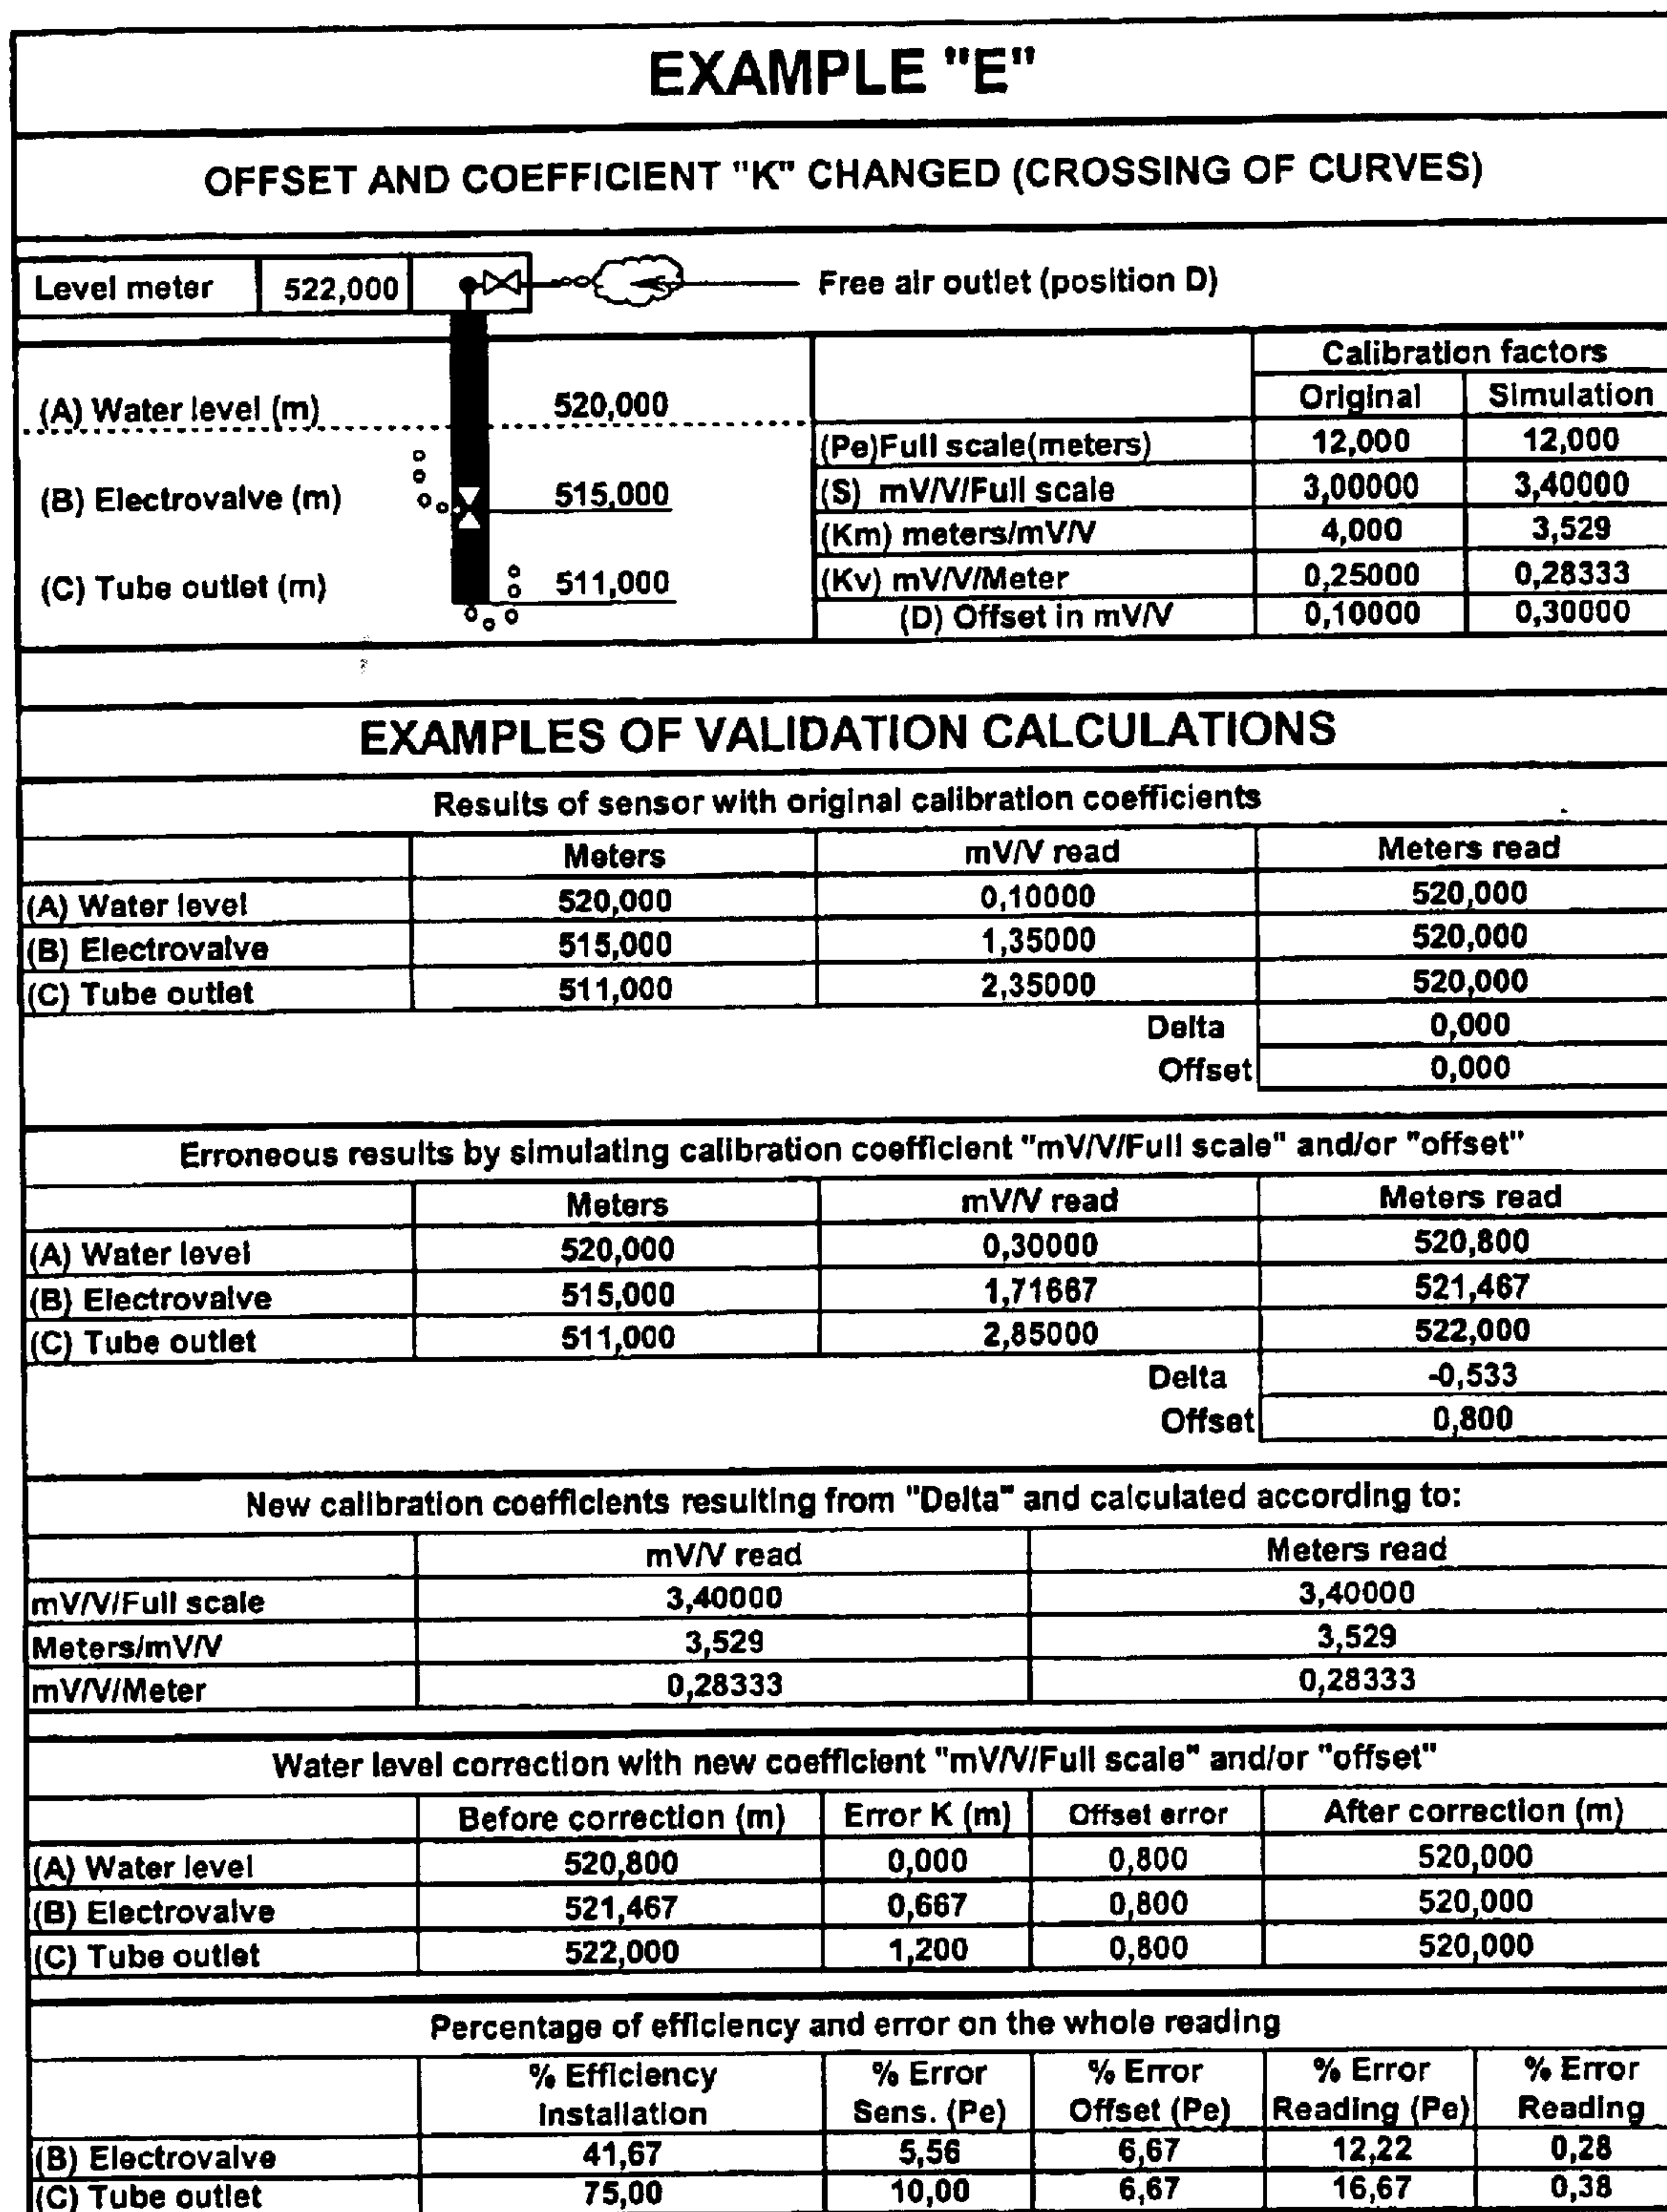 EXAMPLE "E"
OFFSET AND COEFFICIENT "K" CHANGED (CROSSING OF CURVES)
Level meter 522,000 Free air outlet (position D)
Calibration factors
Original Simulation
(A) Water level (m) 520,000
(Pe)Full scale(meters) 12,000 12,000
(B) Electrovalve (m) 515,000 (S) mV/V/Full scale 3,00000 3,40000
(Km) meters/mV/V 4,000 3,529
(C) Tube outlet (m) 511,000 (Kv) mV/V/Meter 0,25000 0,28333
(D) Offset in mV/V 0,10000 0,30000
EXAMPLES OF VALIDATION CALCULATIONS
Results of sensor with original calibration coefficients
Meters mV/V read Meters read
(A) Water level 520,000 0,10000 520,000
(B) Electrovalve 515,000 1,35000 520,000
(C) Tube outlet 511,000 2,35000 520,000
Delta 0,000
Offset 0,000
Erroneous results by simulating calibration coefficient "mV/V/Full scale" and/or "offset"
Meters mV/V read Meters read
(A) Water level 520,000 0,30000 520,800
(B) Electrovalve 515,000 1,71667 521,467
(C) Tube outlet 511,000 2,85000 522,000
Delta -0,533
Offset 0,800
New calibration coefficients resulting from "Delta" and calculated according to:
mV/V read Meters read
mV/V/Full scale 3,40000 3,40000
Meters/mV/V 3,529 3,529
mV/V/Meter 0,28333 0,28333
Water level correction with new coefficient "mV/V/Full scale" and/or "offset"
Before correction (m) Error K (m) Offset error After correction (m)
(A) Water level 520,800 0,000 0,800 520,000
(B) Electrovalve 521,467 0,667 0,800 520,000
(C) Tube outlet 522,000 1,200 0,800 520,000
Percentage of efficiency and error on the whole reading
% Efficiency % Error % Error % Error % Error
Installation Sens. (Pe) Offset (Pe) Reading (Pe) Reading
(B) Electrovalve 41,67 5,56 6,67 12,22 0,28
(C) Tube outlet 75,00 10,00 6,67 16,67 0,38